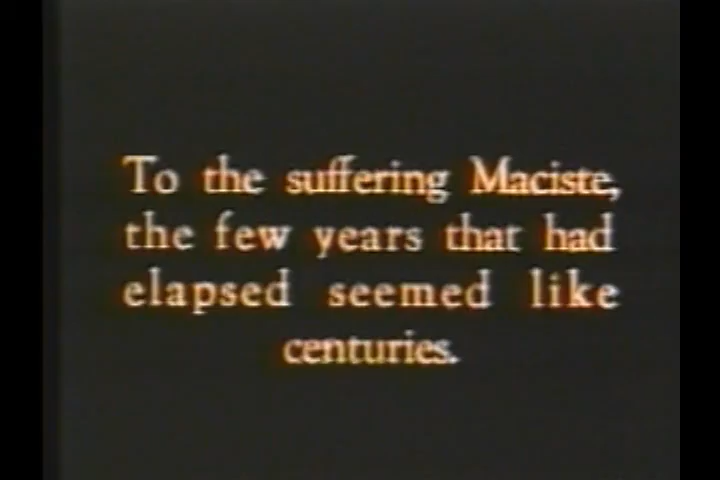 To the suffering Maciste,
the few years that had
elapsed seemed like
centuries.